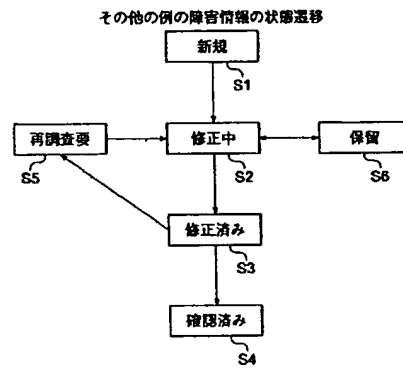 その他の例の障害情報の状態遷移
新規
S1
再調査要
修正中
保留
S5
S2
S6
修正済み
S3
確認済み
S4